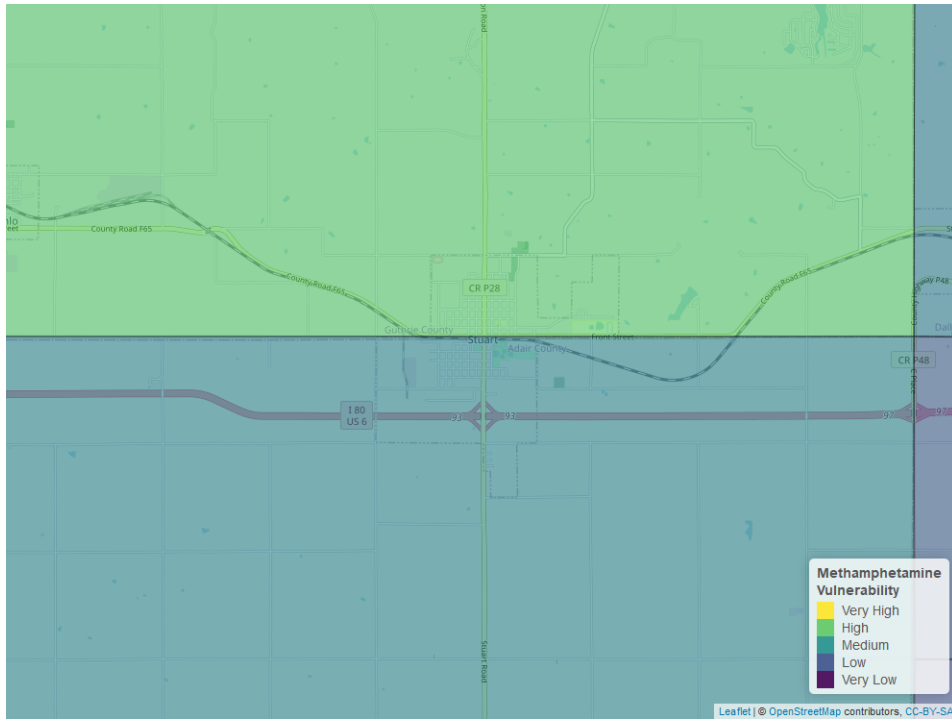 County Road F65
County Road F65
CR P28
County Road F65
Guthrie County
Front Street
Stuart
Adair County
CR P48
I 80
US 6
93
93
97
97
Stuart Road
Methamphetamine
Vulnerability
Very High
High
Medium
Low
Very Low
Leaflet | © OpenStreetMap contributors, CC-BY-SA